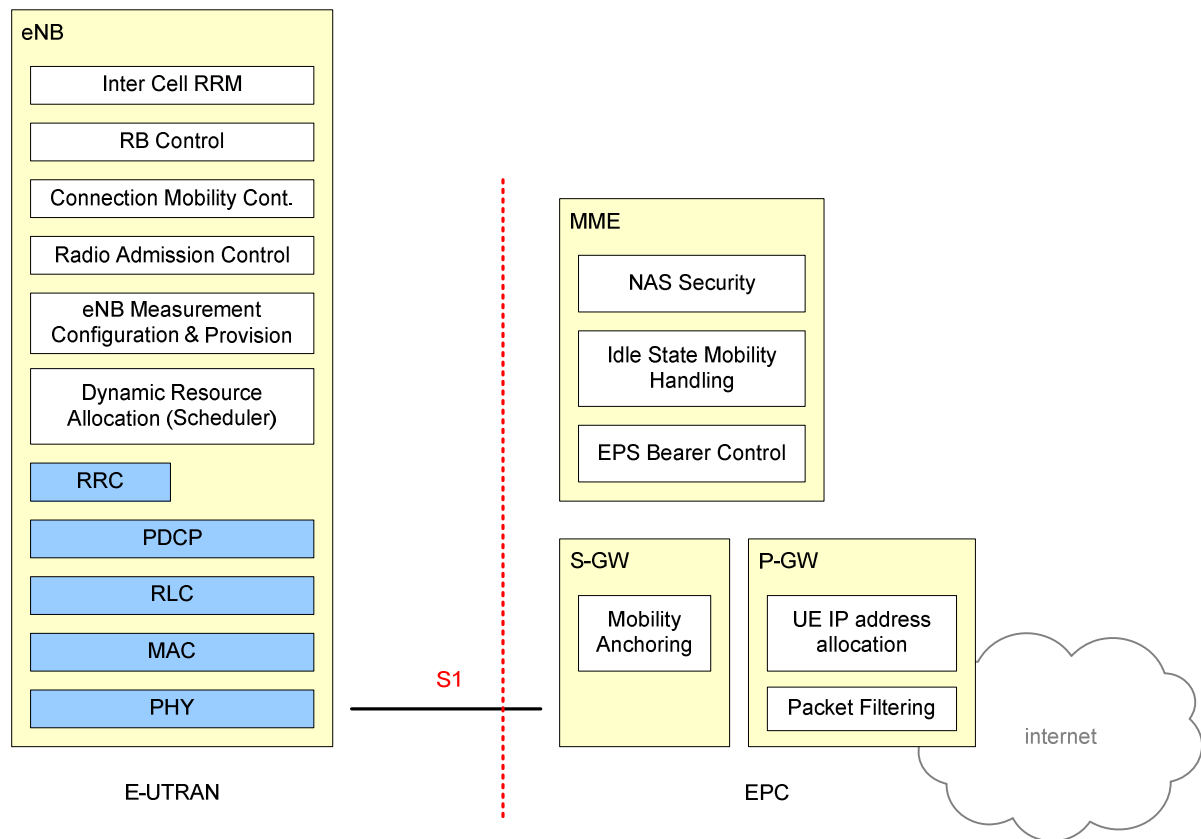 eNB
Inter Cell RRM
RB Control
Connection Mobility Cont.
Radio Admission Control
eNB Measurement
Configuration & Provision
Dynamic Resource
Allocation (Scheduler)
RRC
PDCP
RLC
MAC
PHY
E-UTRAN
S1
MME
NAS Security
Idle State Mobility
Handling
EPS Bearer Control
S-GW
Mobility
Anchoring
P-GW
UE IP address
allocation
Packet Filtering
internet
EPC